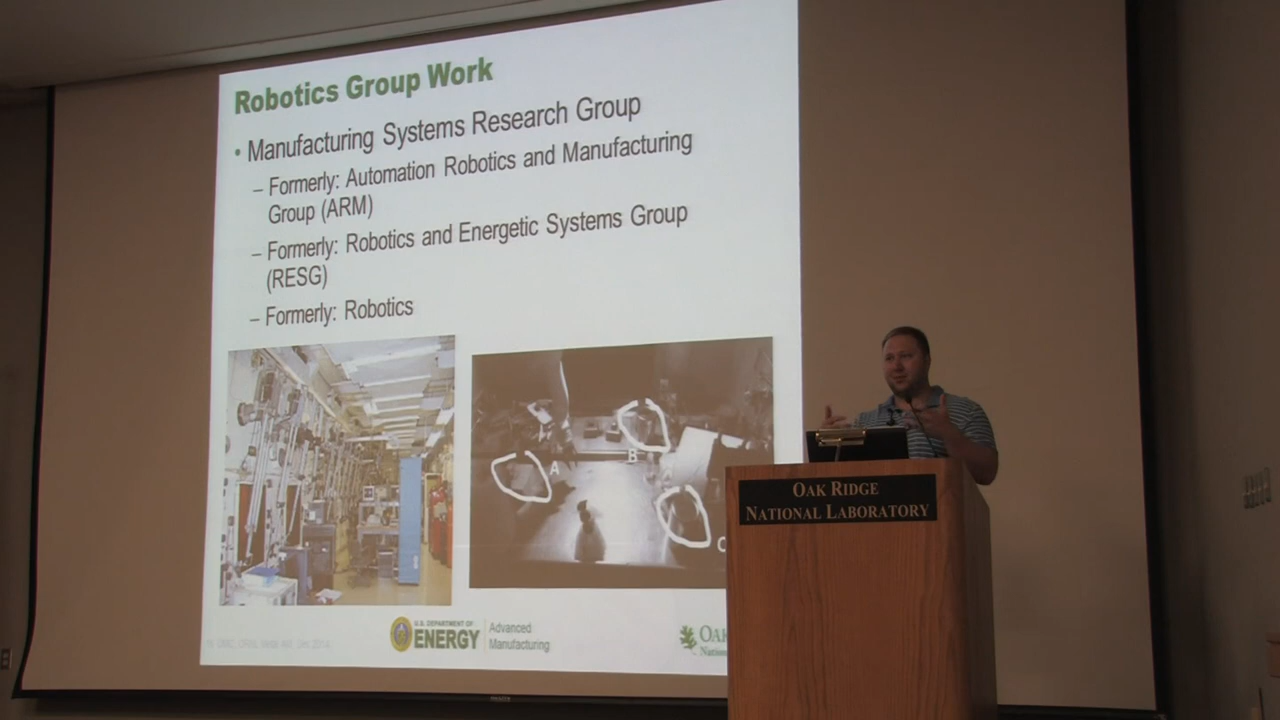 Robotics Group Work
• Manufacturing Systems Research Group
– Formerly: Automation Robotics and Manufacturing
Group (ARM)
– Formerly: Robotics and Energetic Systems Group
(RESG)
– Formerly: Robotics
A
B
C
U.S. DEPARTMENT OF
ENERGY
Advanced
Manufacturing
OAK
OAK RIDGE
NATIONAL LABORATORY